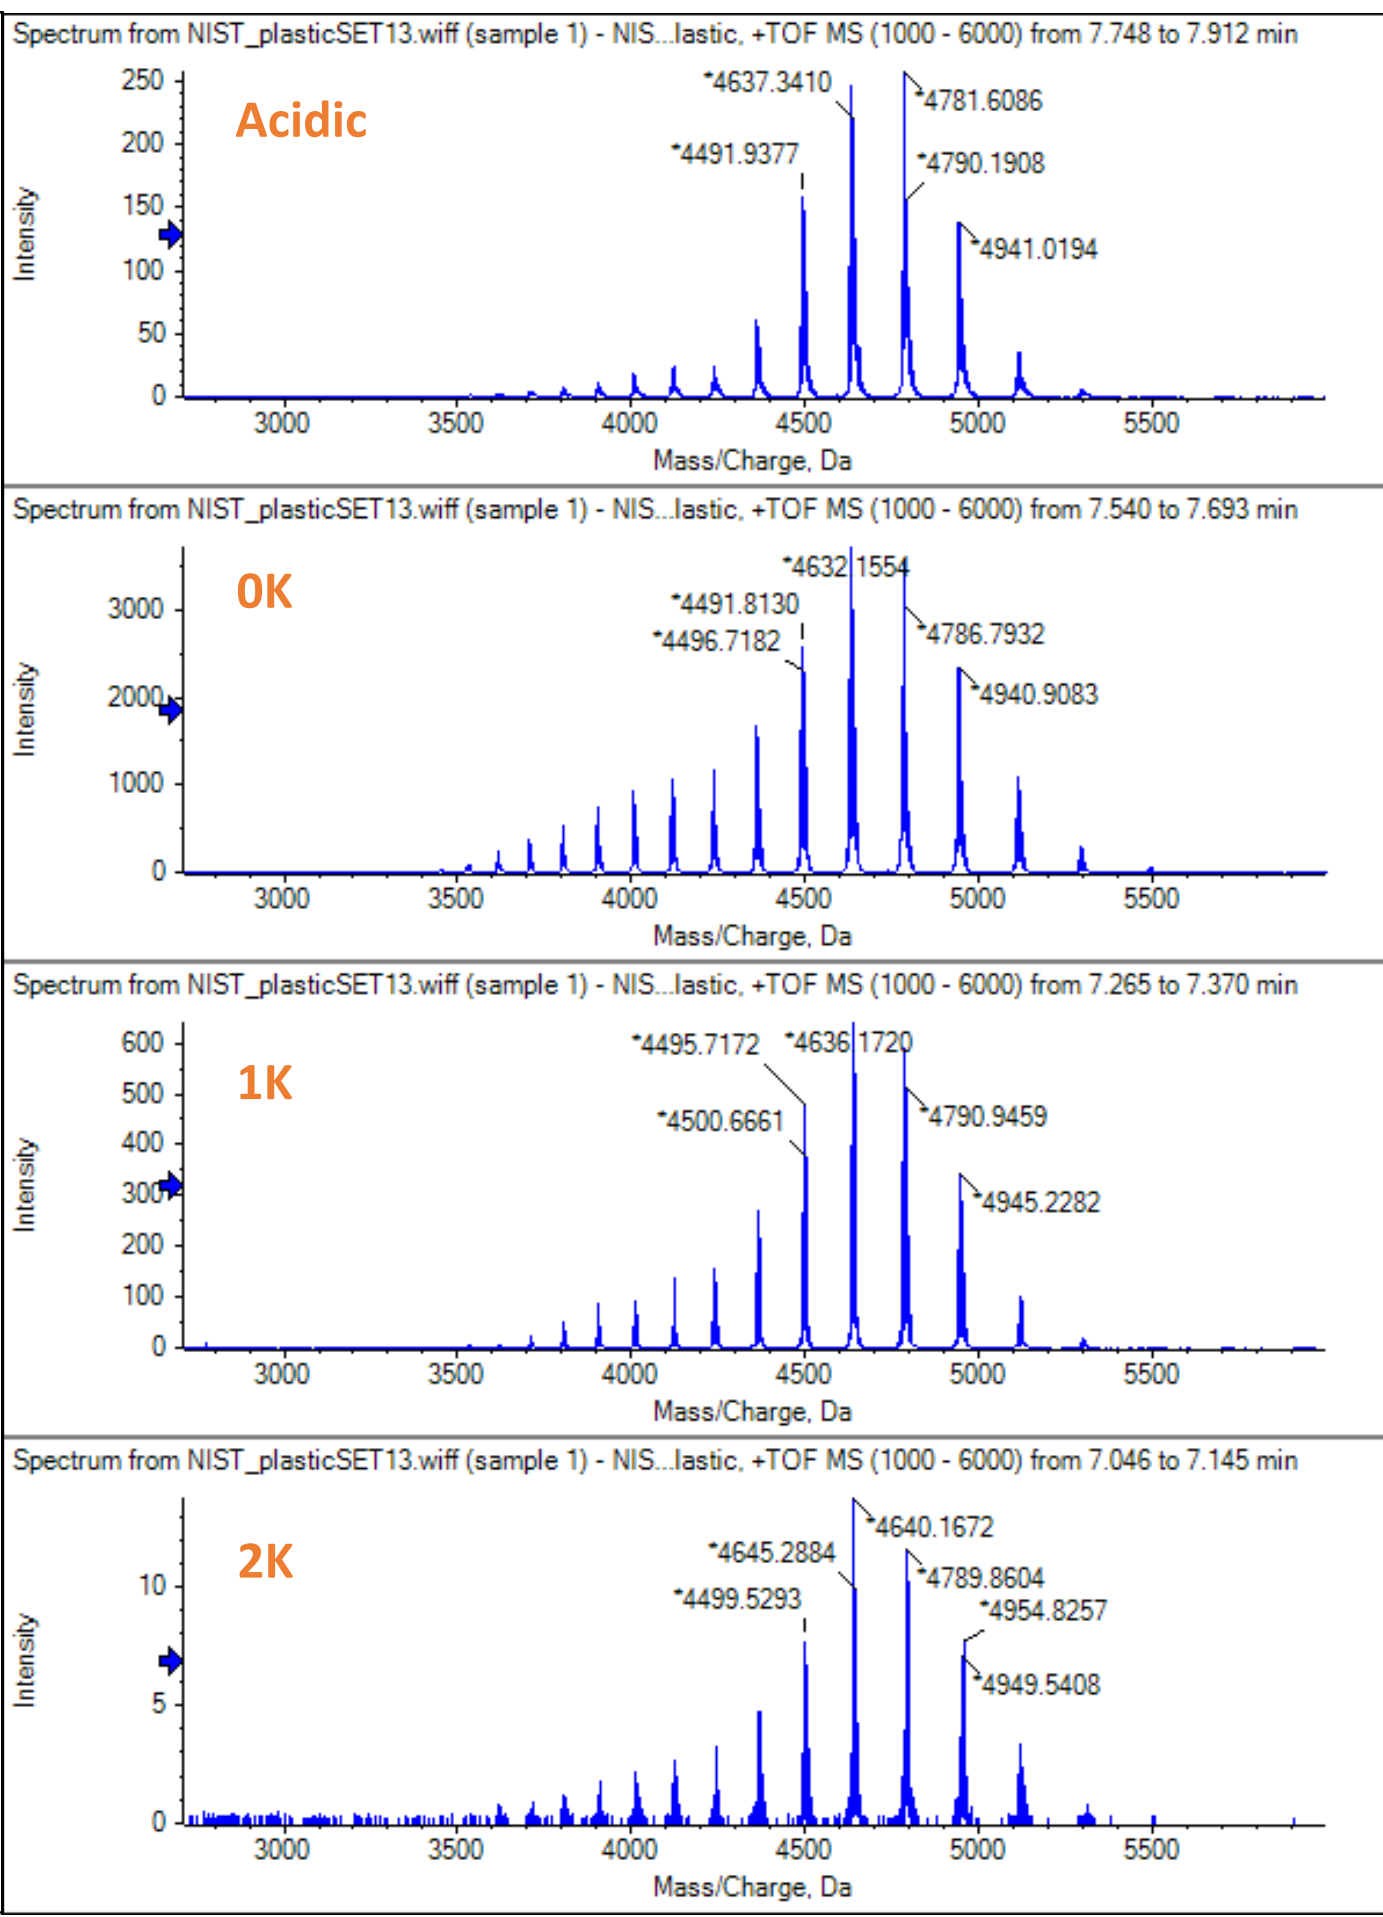 Spectrum from NIST_plasticSET13.wiff (sample 1) - NIS...lastic, +TOF MS (1000 - 6000) from 7.748 to 7.912 min
Acidic
*4637.3410
*4781.6086
*4491.9377
*4790.1908
*4941.0194
250
200
150
100
50
0
Intensity
3000 3500 4000 4500 5000 5500
Mass/Charge, Da
Spectrum from NIST_plasticSET13.wiff (sample 1) - NIS...lastic, +TOF MS (1000 - 6000) from 7.540 to 7.693 min
0K
*4632.1554
*4491.8130
*4496.7182
*4786.7932
*4940.9083
3000
2000
1000
0
Intensity
3000 3500 4000 4500 5000 5500
Mass/Charge, Da
Spectrum from NIST_plasticSET13.wiff (sample 1) - NIS...lastic, +TOF MS (1000 - 6000) from 7.265 to 7.370 min
1K
*4495.7172
*4636.1720
*4500.6661
*4790.9459
*4945.2282
600
500
400
300
200
100
0
Intensity
3000 3500 4000 4500 5000 5500
Mass/Charge, Da
Spectrum from NIST_plasticSET13.wiff (sample 1) - NIS...lastic, +TOF MS (1000 - 6000) from 7.046 to 7.145 min
2K
*4640.1672
*4645.2884
*4789.8604
*4499.5293
*4954.8257
*4949.5408
10
5
0
Intensity
3000 3500 4000 4500 5000 5500
Mass/Charge, Da